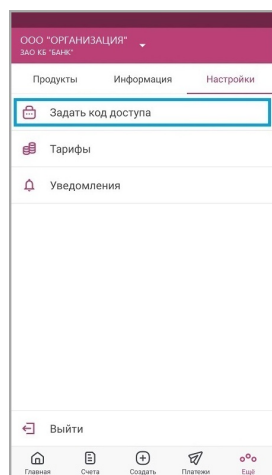 ООО "ОРГАНИЗАЦИЯ"
ЗАО КБ "БАНК"
Продукты Информация Настройки
Задать код доступа
Тарифы
Уведомления
Выйти
Главная Счета Создать Платежи Ещё